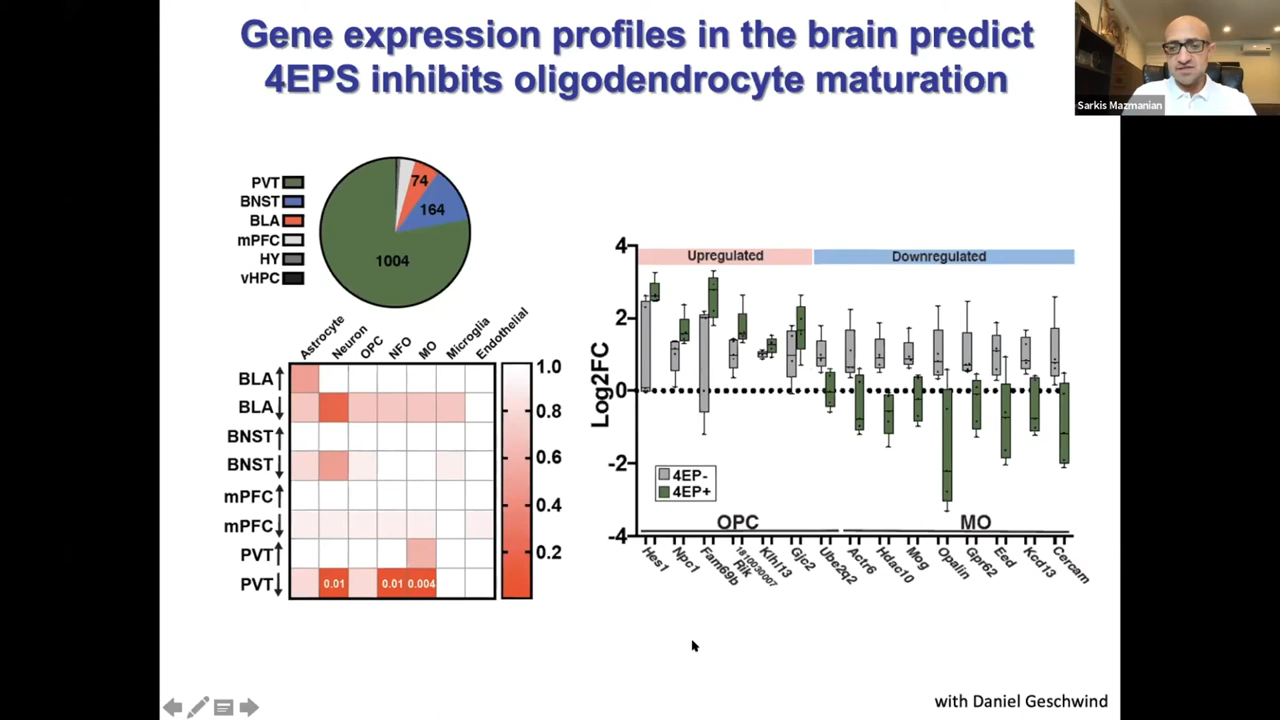 Gene expression profiles in the brain predict
4EPS inhibits oligodendrocyte maturation
Sarkis Mazmanian
PVT
BNST
BLA
mPFC
HY
vHPC
74
164
1004
Astrocyte
Neuron
OPC
NFO
MO
Microglia
Endothelial
BLA↑
BLA↓
BNST↑
BNST↓
mPFC↑
mPFC↓
PVT↑
PVT↓
0.01
0.01
0.004
1.0
0.8
0.6
0.4
0.2
Log2FC
4
2
0
-2
-4
Upregulated
Downregulated
4EP-
4EP+
OPC
MO
Hes1
Npc1
Fam69b
1810030007
Rik
Klhl13
Gjc2
Ube2q2
Actr6
Hdac10
Mog
Opalin
Gpr62
Eed
Kcd13
Cercam
with Daniel Geschwind